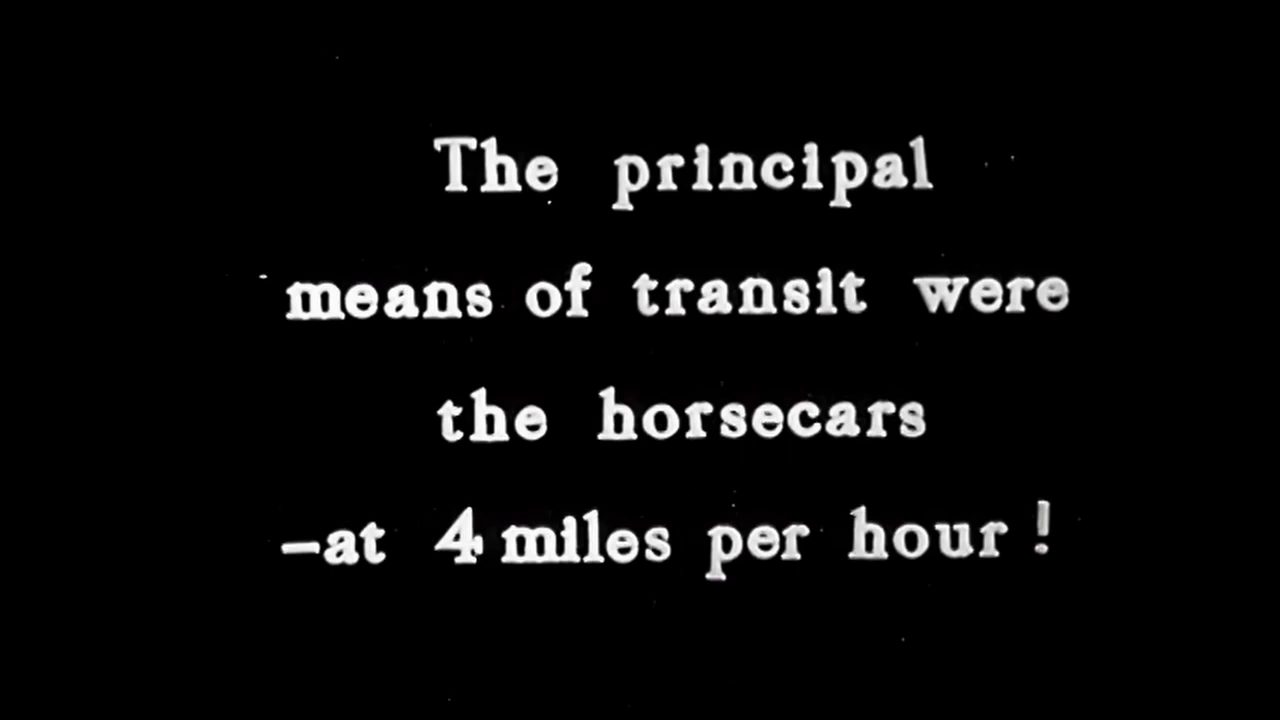 The principal
means of transit were
the horsecars
–at 4 miles per hour!